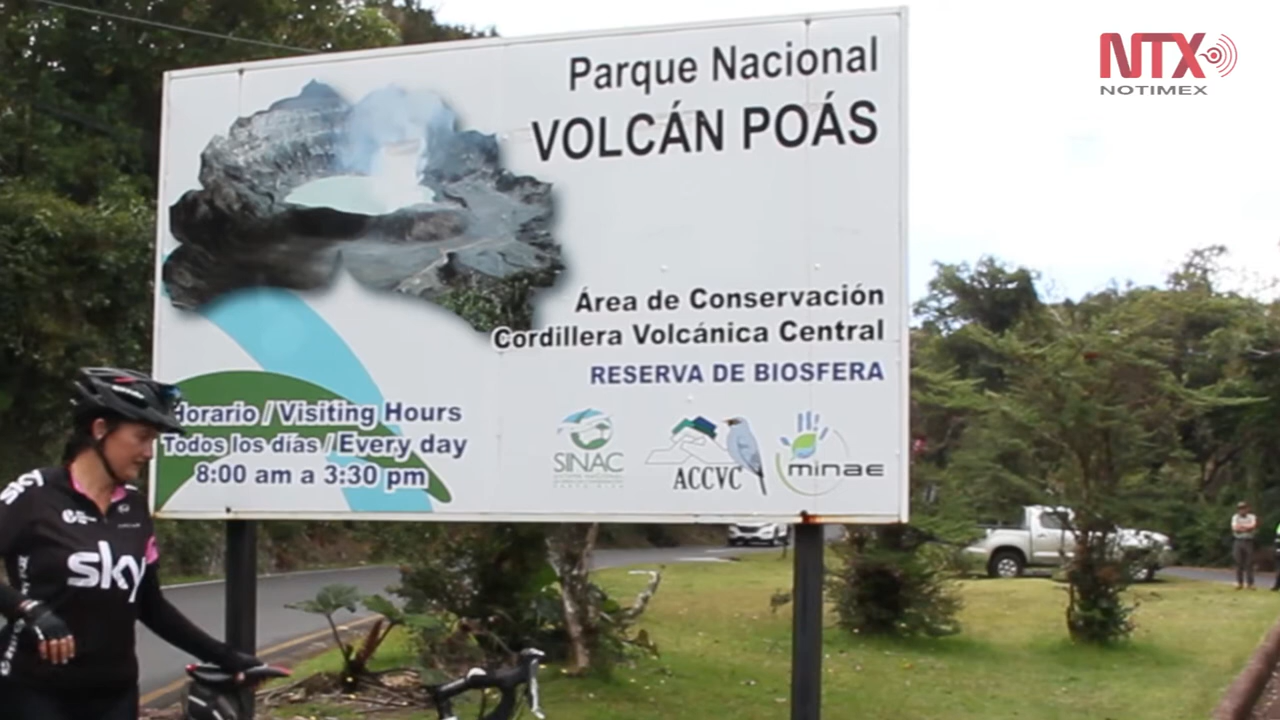 NTX
NOTIMEX
Parque Nacional
VOLCÁN POÁS
Área de Conservación
Cordillera Volcánica Central
RESERVA DE BIOSFERA
Horario / Visiting Hours
Todos los días / Every day
8:00 am a 3:30 pm
SINAC
ACCVC
minae
sky